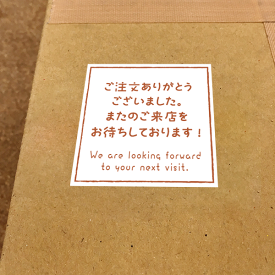 ご注文ありがとう
ございました。
またのご来店を
お待ちしております！
We are looking forward
to your next visit.